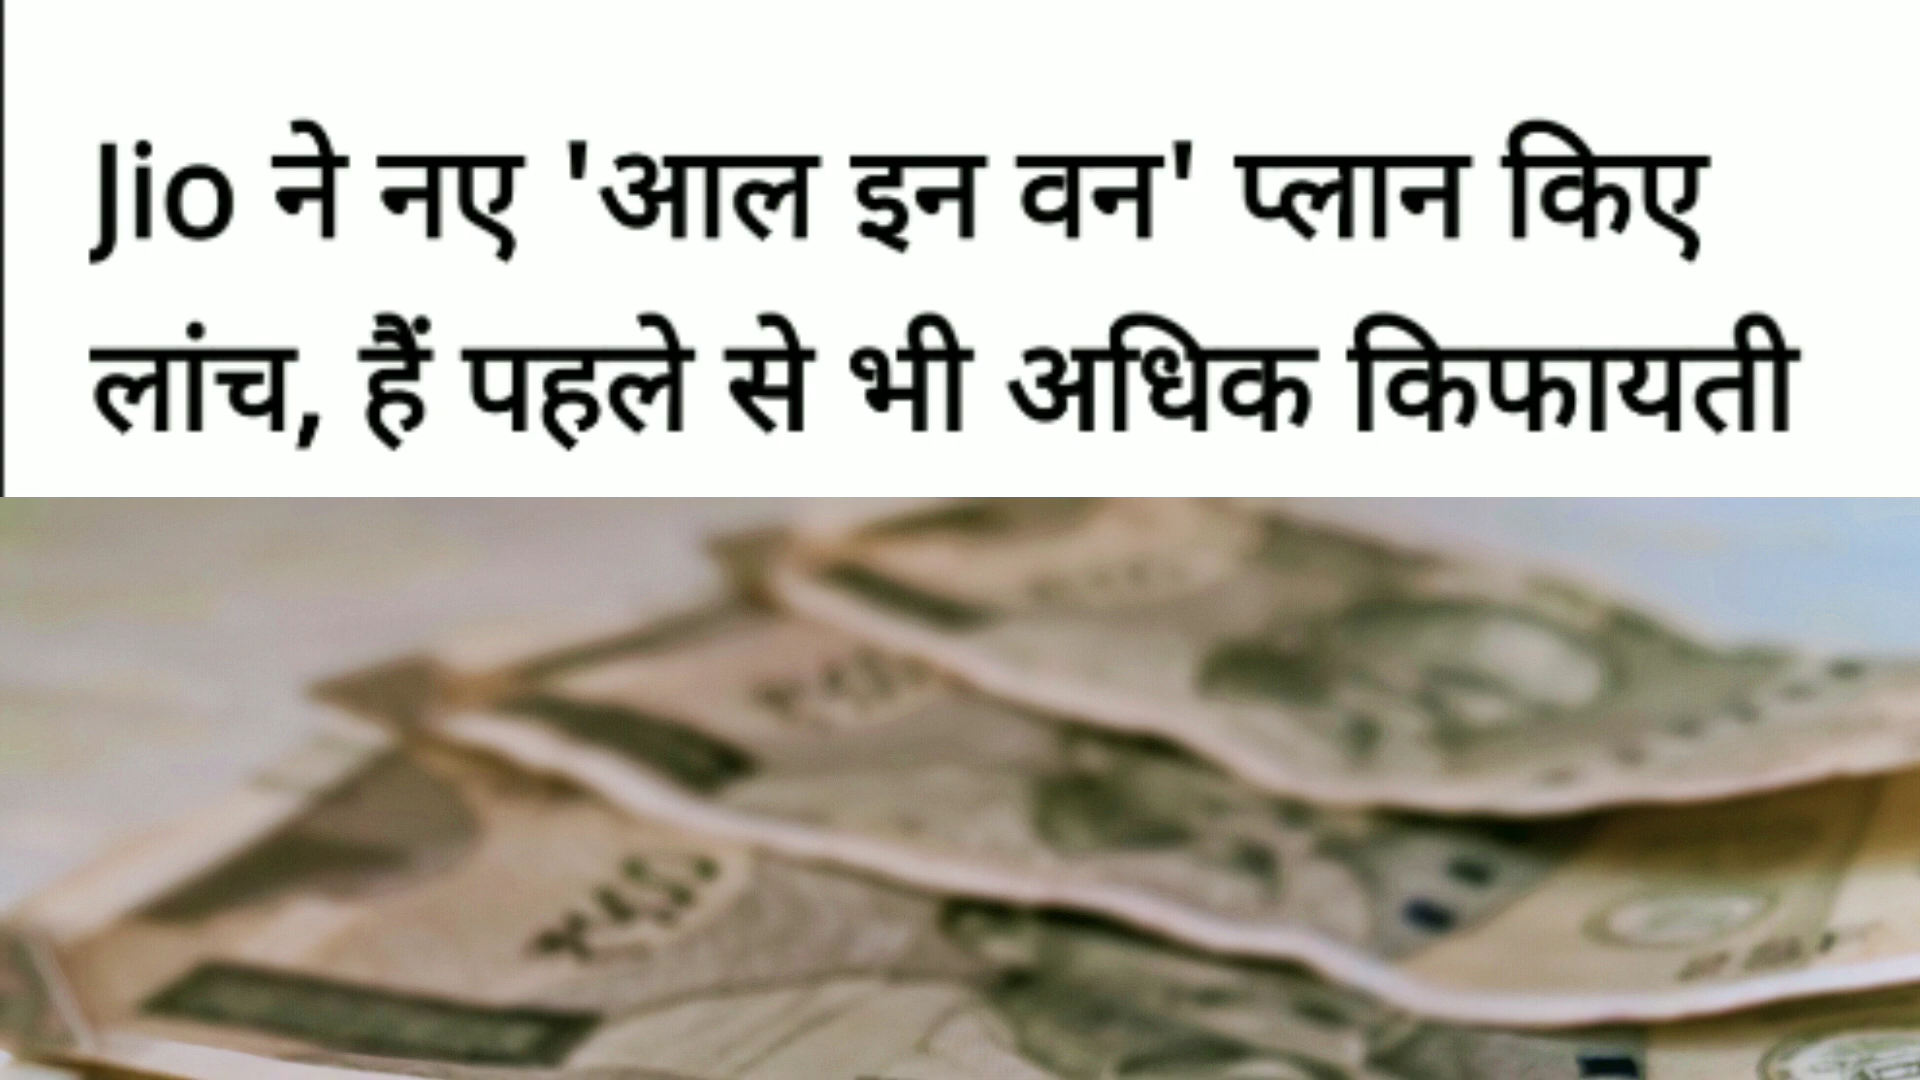 Jio ने नए 'आल इन वन' प्लान किए
लांच, हैं पहले से भी अधिक किफायती